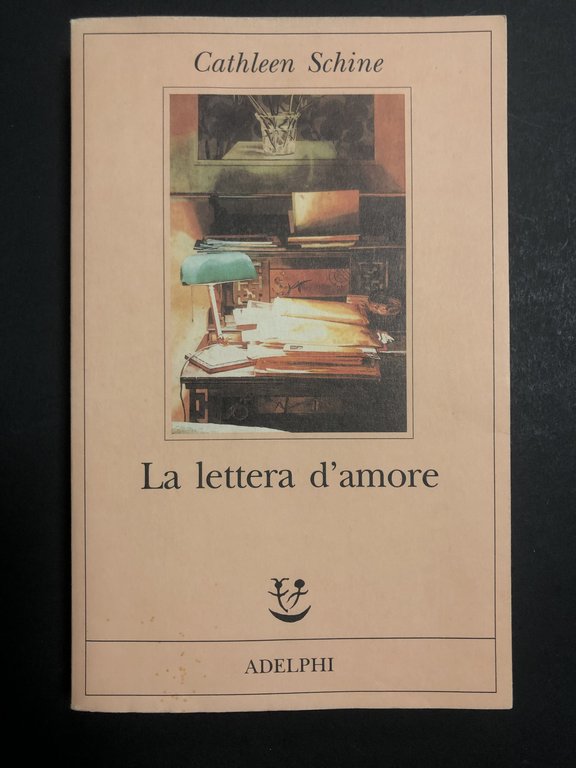 Cathleen Schine
La lettera d'amore
ADELPHI